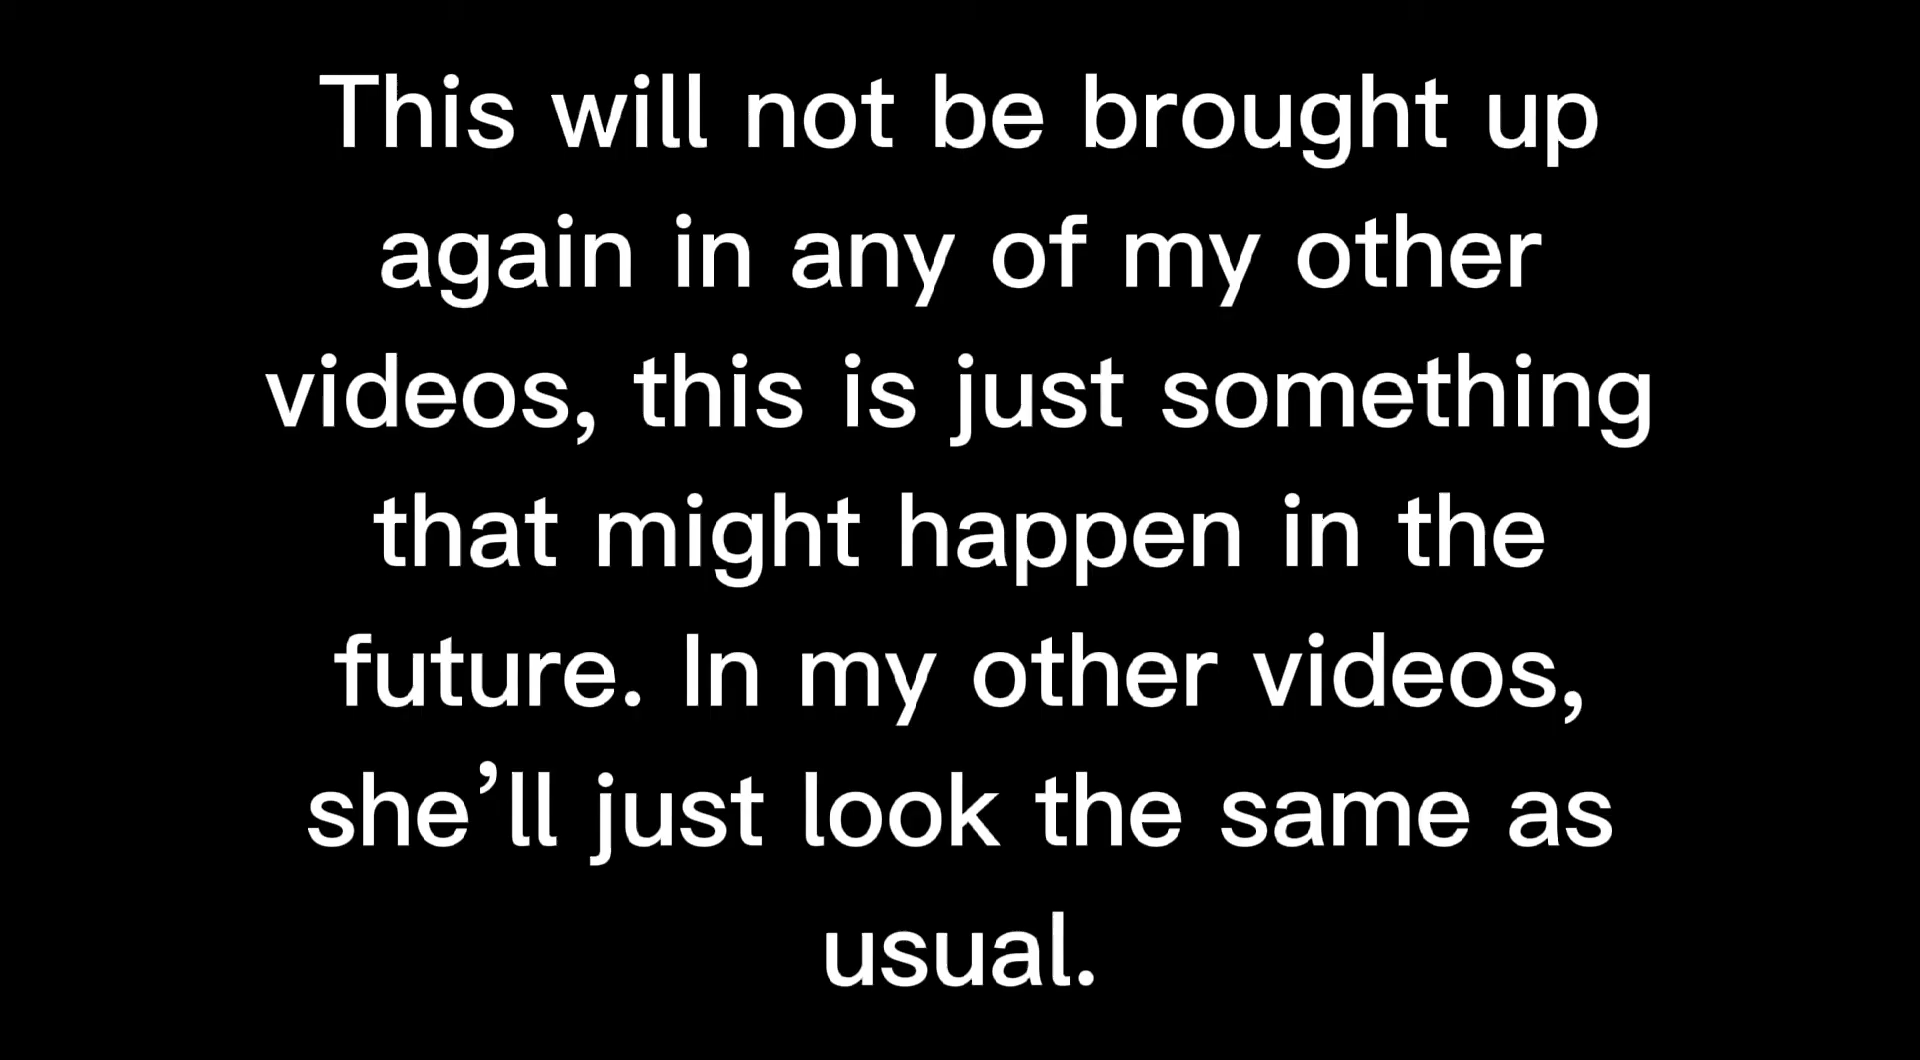 This will not be brought up
again in any of my other
videos, this is just something
that might happen in the
future. In my other videos,
she’ll just look the same as
usual.